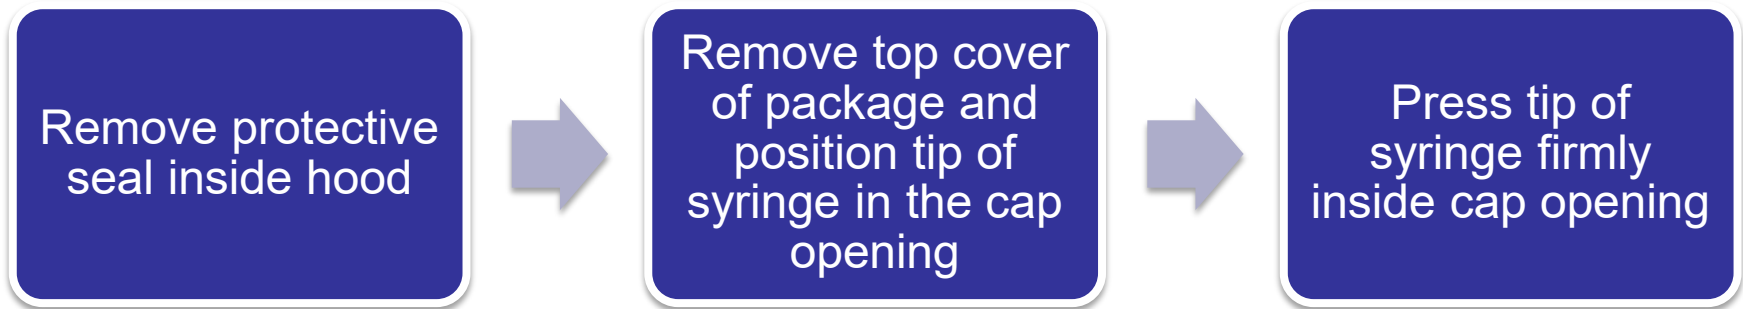 Remove protective
seal inside hood
Remove top cover
of package and
position tip of
syringe in the cap
opening
Press tip of
syringe firmly
inside cap opening